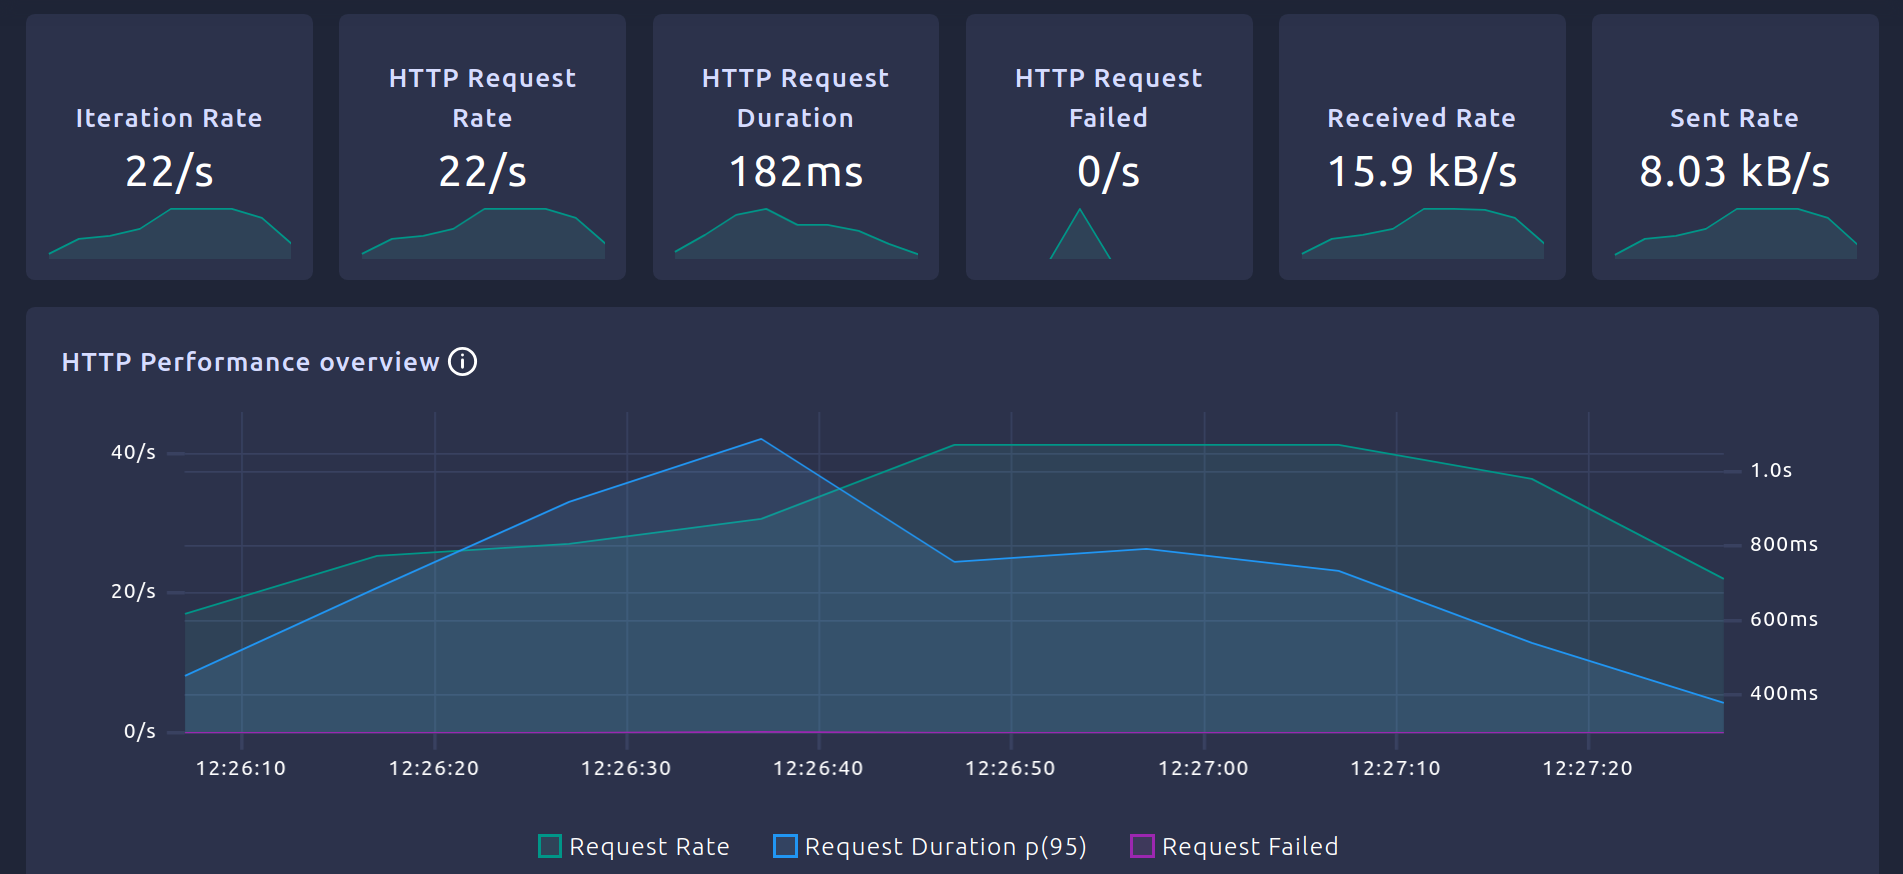 Iteration Rate
22/s
HTTP Request
Rate
22/s
HTTP Request
Duration
182ms
HTTP Request
Failed
0/s
Received Rate
15.9 kB/s
Sent Rate
8.03 kB/s
HTTP Performance overview
40/s
20/s
0/s
1.0s
800ms
600ms
400ms
12:26:10
12:26:20
12:26:30
12:26:40
12:26:50
12:27:00
12:27:10
12:27:20
Request Rate
Request Duration p(95)
Request Failed